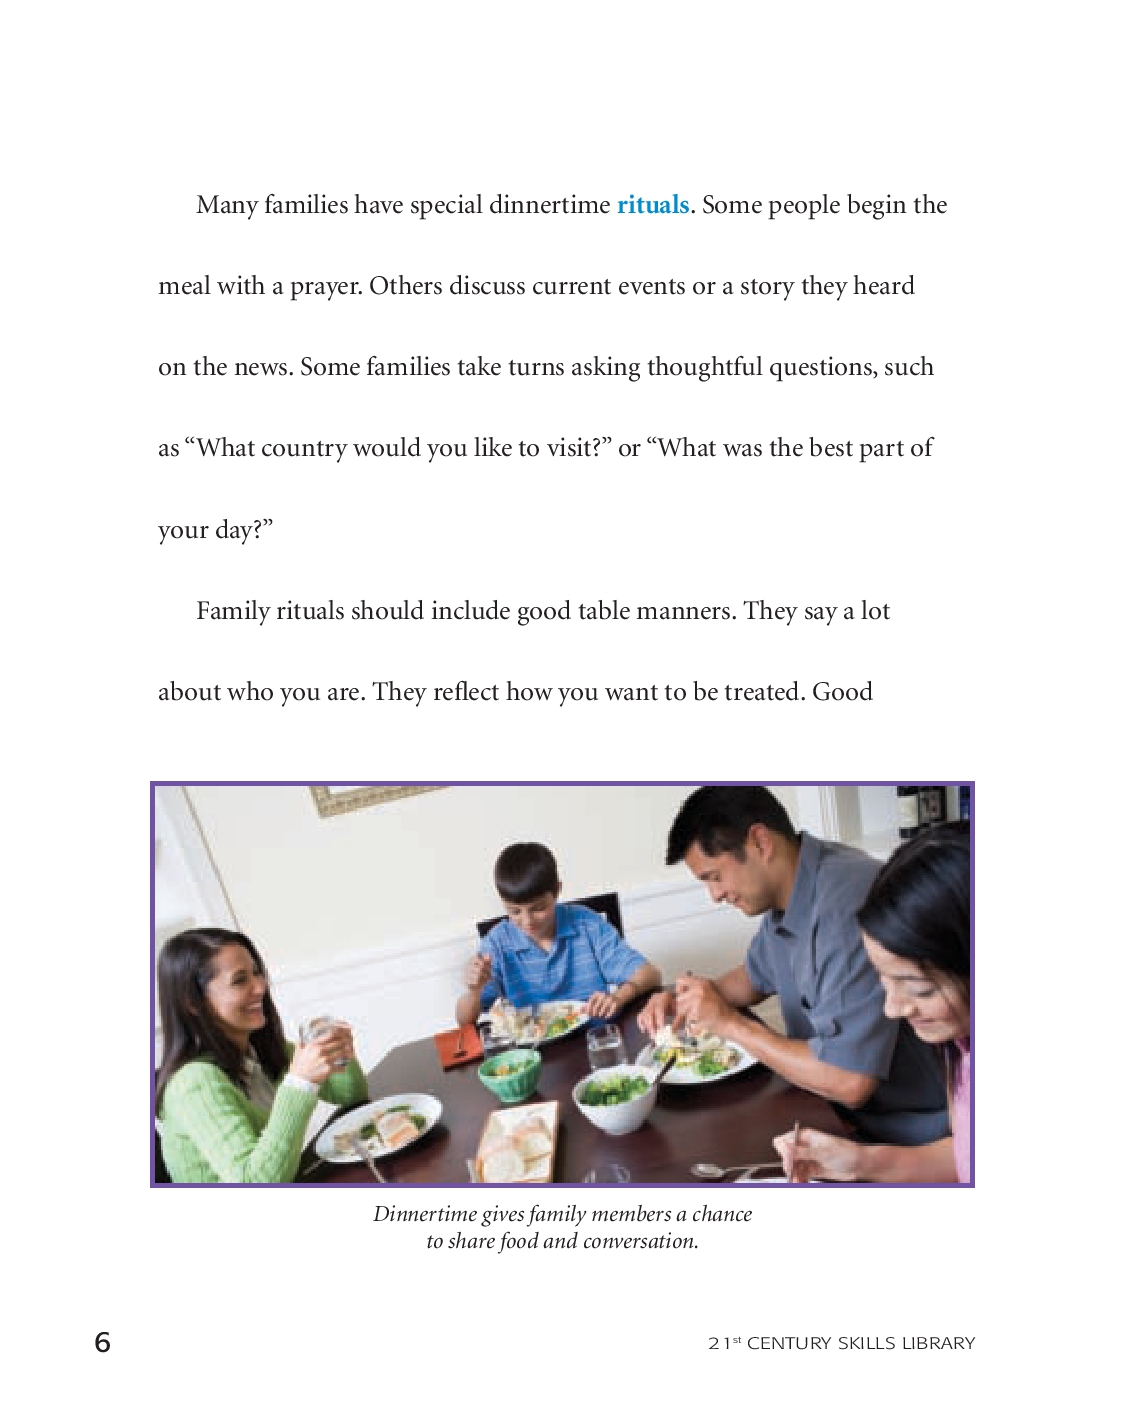 Many families have special dinnertime rituals. Some people begin the
meal with a prayer. Others discuss current events or a story they heard
on the news. Some families take turns asking thoughtful questions, such
as “What country would you like to visit?” or “What was the best part of
your day?”
Family rituals should include good table manners. They say a lot
about who you are. They reflect how you want to be treated. Good
Dinnertime gives family members a chance
to share food and conversation.
6
21st CENTURY SKILLS LIBRARY